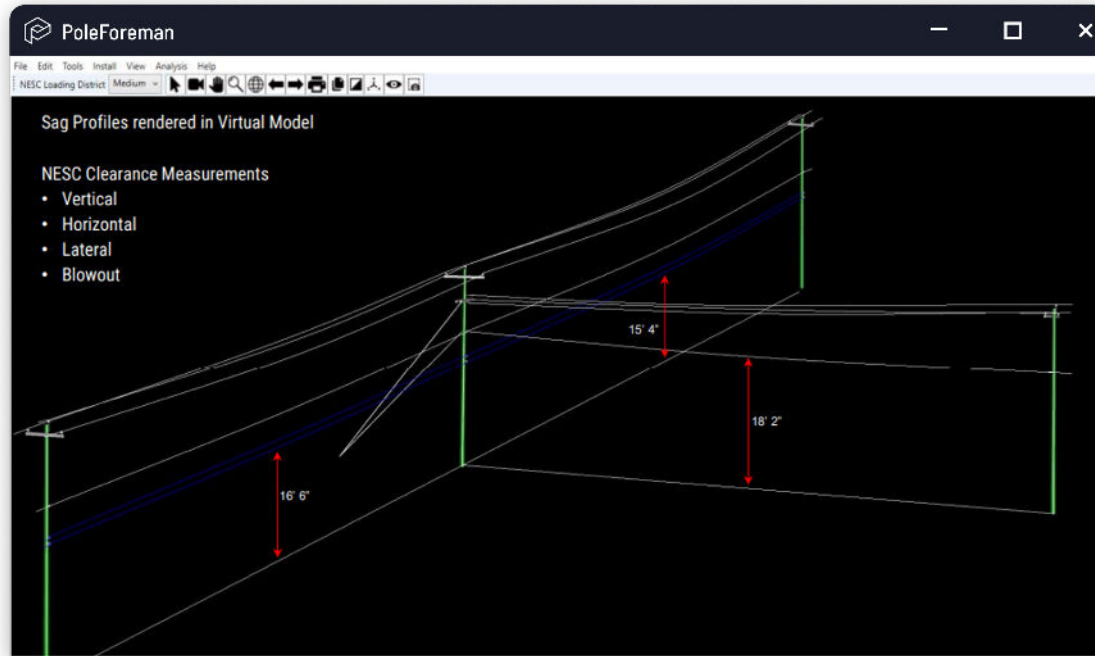 PoleForeman
File Edit Tools Install View Analysis Help
NESC Loading District Medium
Sag Profiles rendered in Virtual Model
NESC Clearance Measurements
• Vertical
• Horizontal
• Lateral
• Blowout
15' 4"
18' 2"
16' 6"